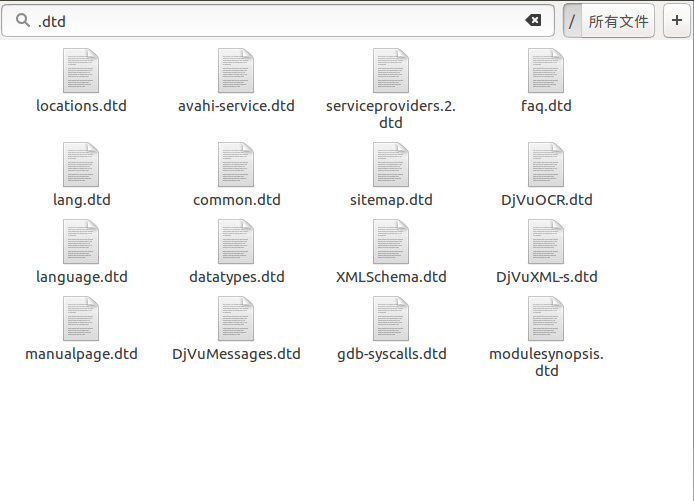 .dtd
/ 所有文件 +
locations.dtd avahi-service.dtd serviceproviders.2.dtd faq.dtd
lang.dtd common.dtd sitemap.dtd DjVuOCR.dtd
language.dtd datatypes.dtd XMLSchema.dtd DjVuXML-s.dtd
manualpage.dtd DjVuMessages.dtd gdb-syscalls.dtd modulesynopsis.dtd